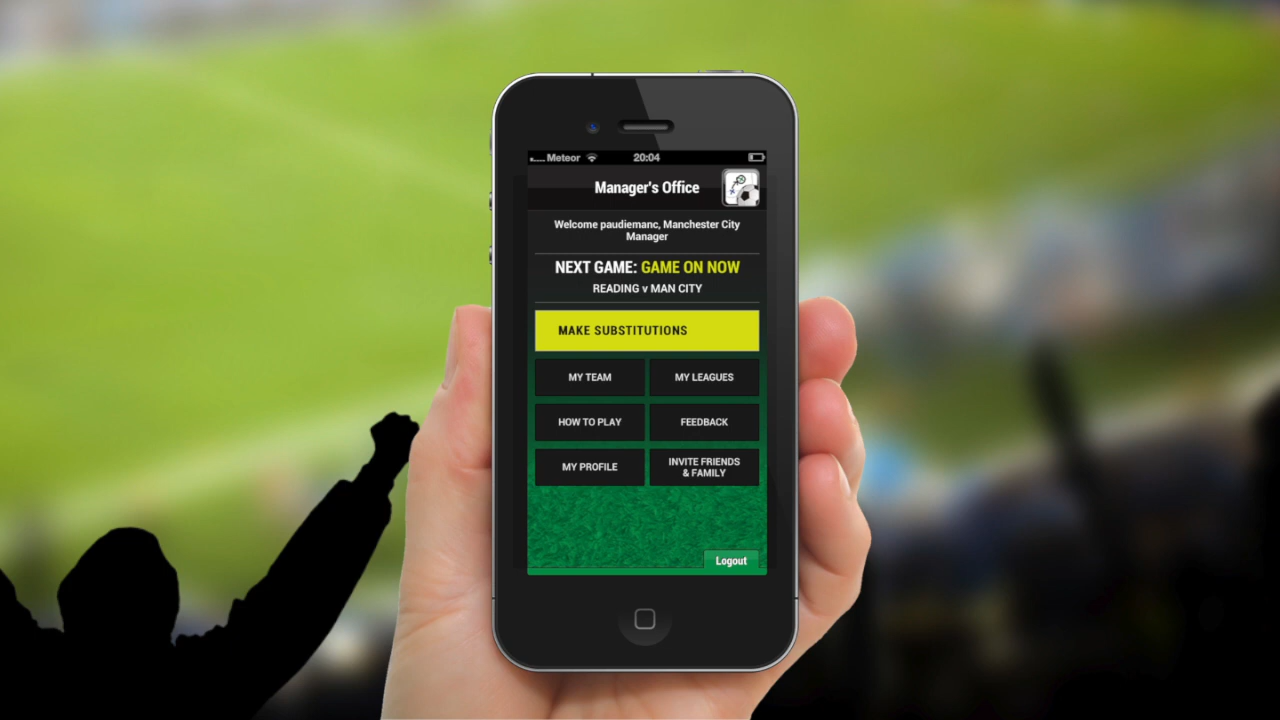 Meteor 20:04
Manager's Office
Welcome paudiemanc, Manchester City
Manager
NEXT GAME: GAME ON NOW
READING v MAN CITY
MAKE SUBSTITUTIONS
MY TEAM MY LEAGUES
HOW TO PLAY FEEDBACK
MY PROFILE INVITE FRIENDS
& FAMILY
Logout